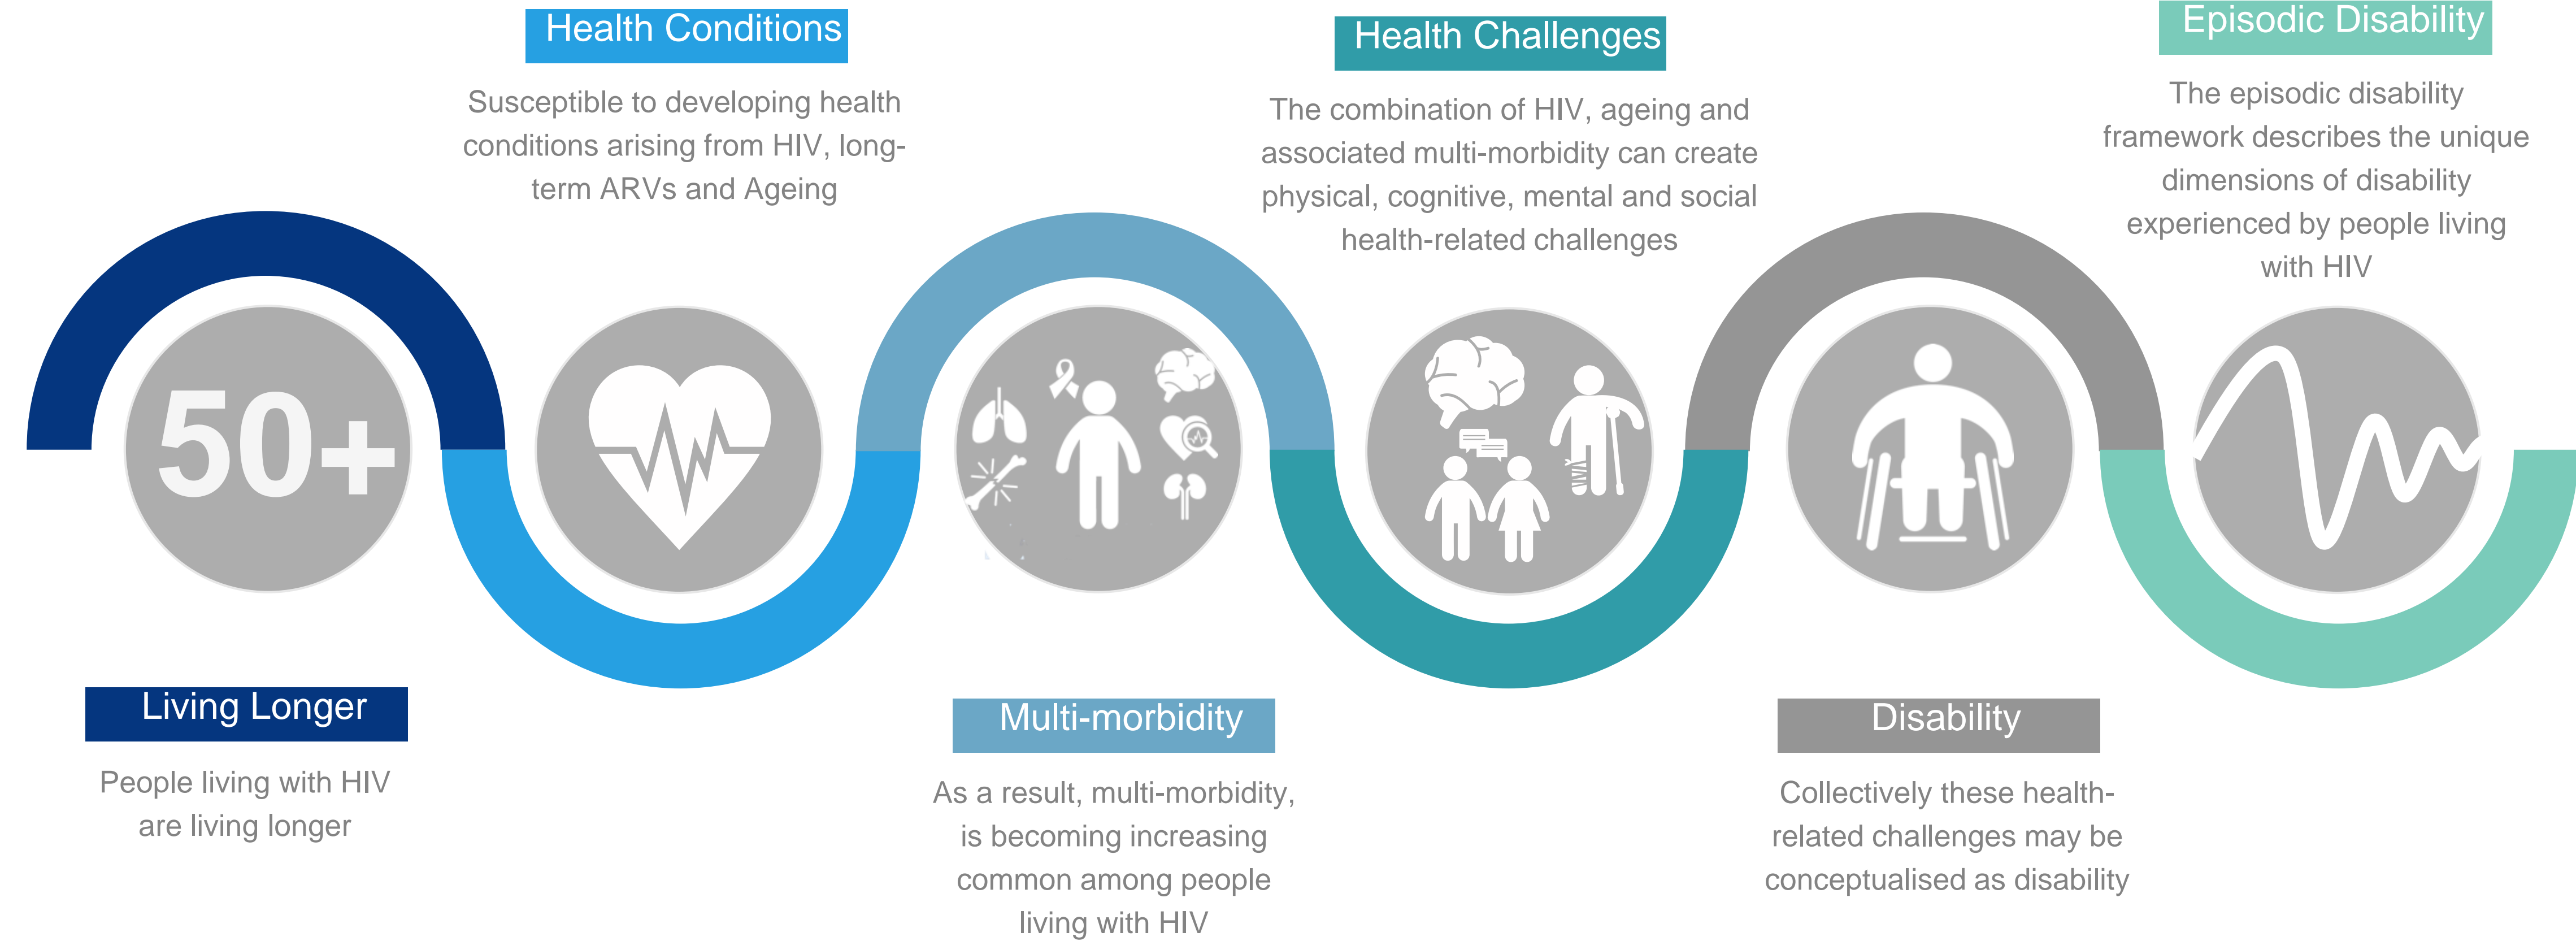 50+
Living Longer
People living with HIV
are living longer
Health Conditions
Susceptible to developing health
conditions arising from HIV, long-
term ARVs and Ageing
Multi-morbidity
As a result, multi-morbidity,
is becoming increasing
common among people
living with HIV
Health Challenges
The combination of HIV, ageing and
associated multi-morbidity can create
physical, cognitive, mental and social
health-related challenges
Disability
Collectively these health-
related challenges may be
conceptualised as disability
Episodic Disability
The episodic disability
framework describes the unique
dimensions of disability
experienced by people living
with HIV